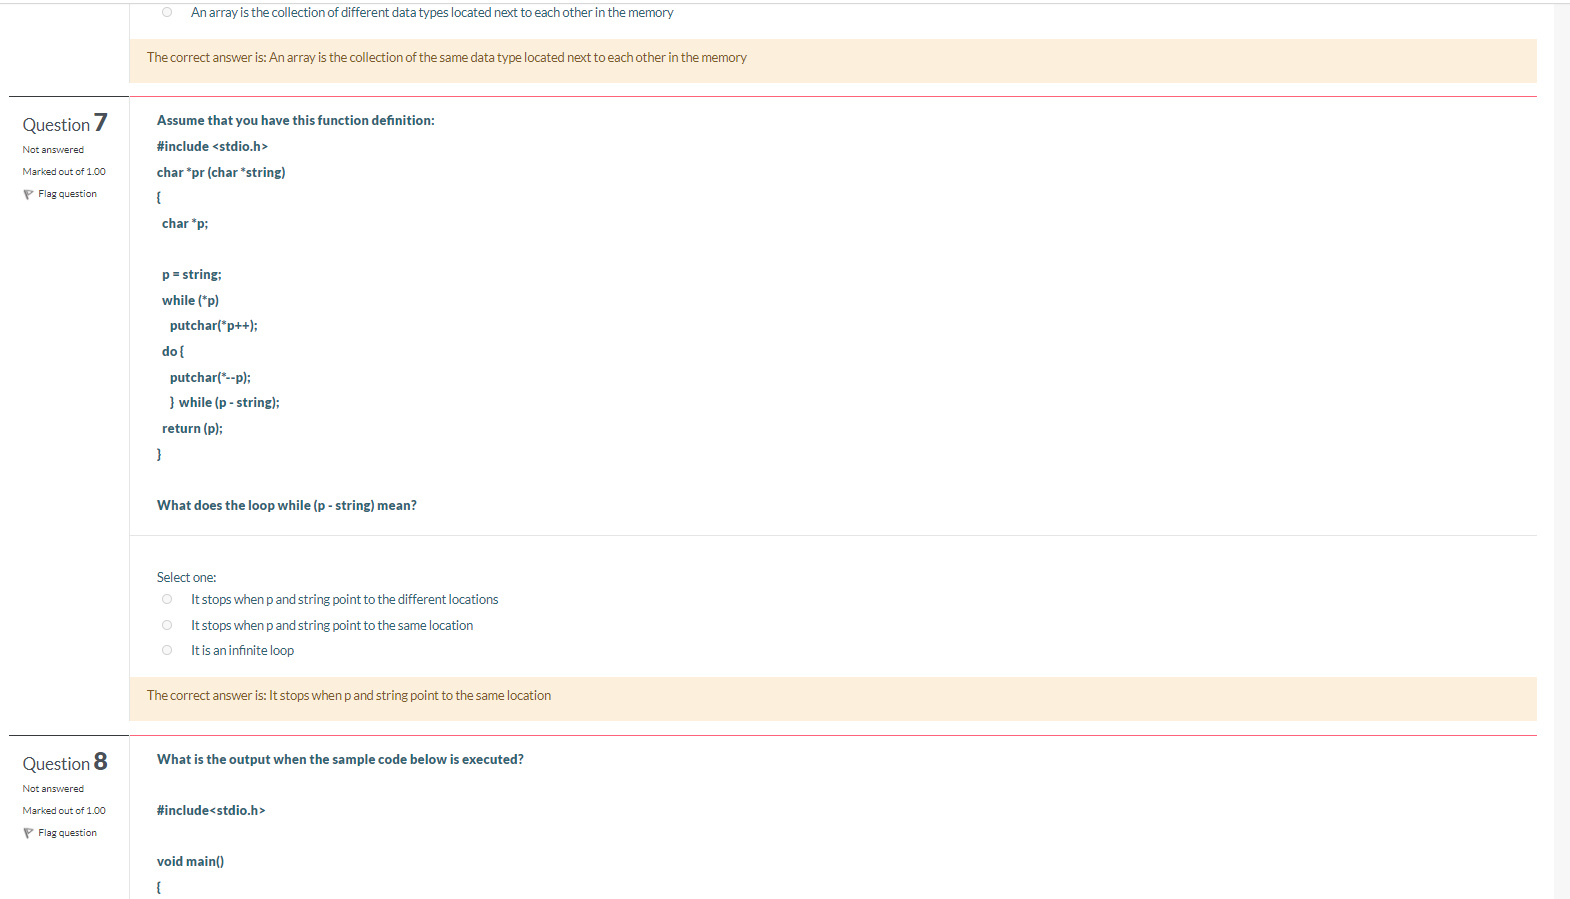 An array is the collection of different data types located next to each other in the memory
The correct answer is: An array is the collection of the same data type located next to each other in the memory
Question 7
Not answered
Marked out of 1.00
Flag question
Assume that you have this function definition:
#include <stdio.h>
char *pr (char *string)
{
char *p;
p = string;
while (*p)
putchar(*p++);
do {
putchar(*--p);
} while (p - string);
return (p);
}
What does the loop while (p - string) mean?
Select one:
It stops when p and string point to the different locations
It stops when p and string point to the same location
It is an infinite loop
The correct answer is: It stops when p and string point to the same location
Question 8
Not answered
Marked out of 1.00
Flag question
What is the output when the sample code below is executed?
#include<stdio.h>
void main()
{